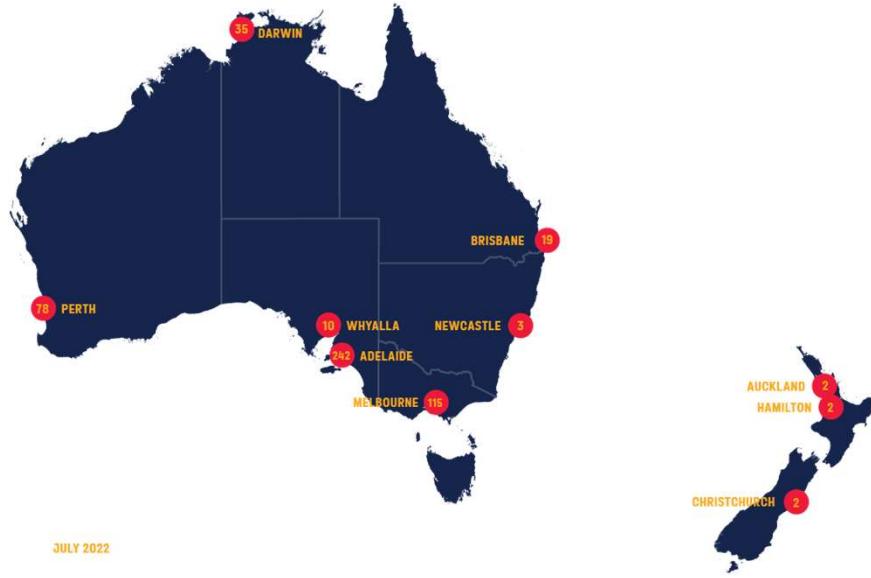 35 DARWIN
BRISBANE 19
78 PERTH
10 WHYALLA
NEWCASTLE 3
242 ADELAIDE
MELBOURNE 115
AUCKLAND 2
HAMILTON 2
CHRISTCHURCH 2
JULY 2022